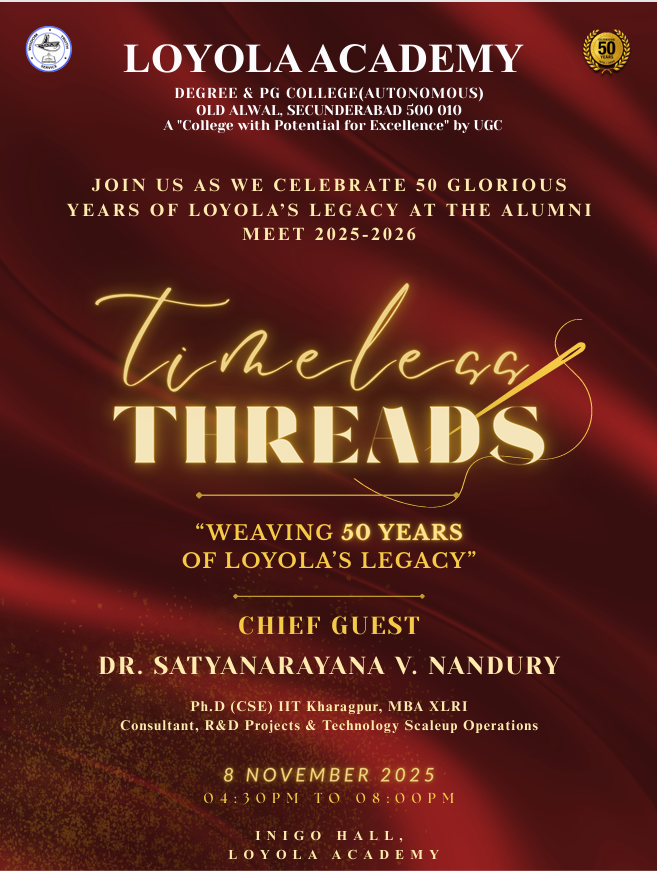 LOYOLA ACADEMY
DEGREE & PG COLLEGE(AUTONOMOUS)
OLD ALWAL, SECUNDERABAD 500 010
A "College with Potential for Excellence" by UGC
50
YEARS
JOIN US AS WE CELEBRATE 50 GLORIOUS
YEARS OF LOYOLA'S LEGACY AT THE ALUMNI
MEET 2025-2026
Timeless
THREADS
“WEAVING 50 YEARS
OF LOYOLA’S LEGACY”
CHIEF GUEST
DR. SATYANARAYANA V. NANDURY
Ph.D (CSE) IIT Kharagpur, MBA XLRI
Consultant, R&D Projects & Technology Scaleup Operations
8 NOVEMBER 2025
04:30PM TO 08:00PM
INIGO HALL,
LOYOLA ACADEMY